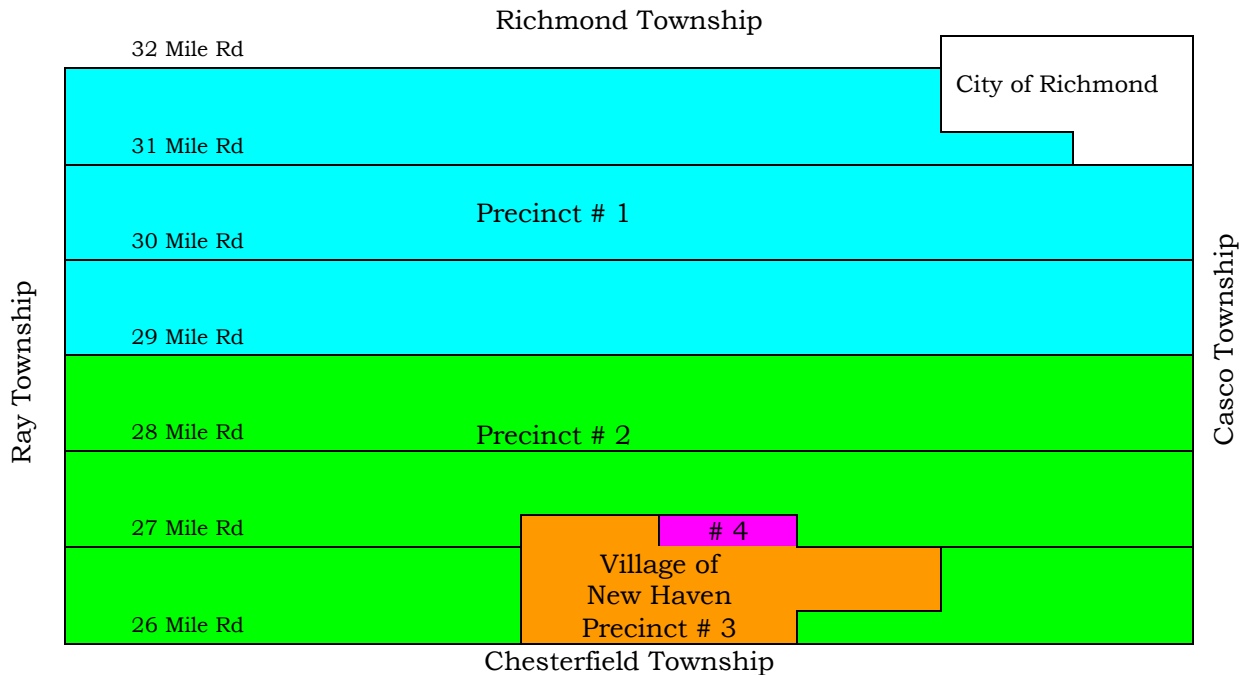 Richmond Township
32 Mile Rd
City of Richmond
31 Mile Rd
Precinct # 1
30 Mile Rd
Ray Township
Casco Township
29 Mile Rd
28 Mile Rd
Precinct # 2
27 Mile Rd
# 4
Village of
New Haven
Precinct # 3
26 Mile Rd
Chesterfield Township